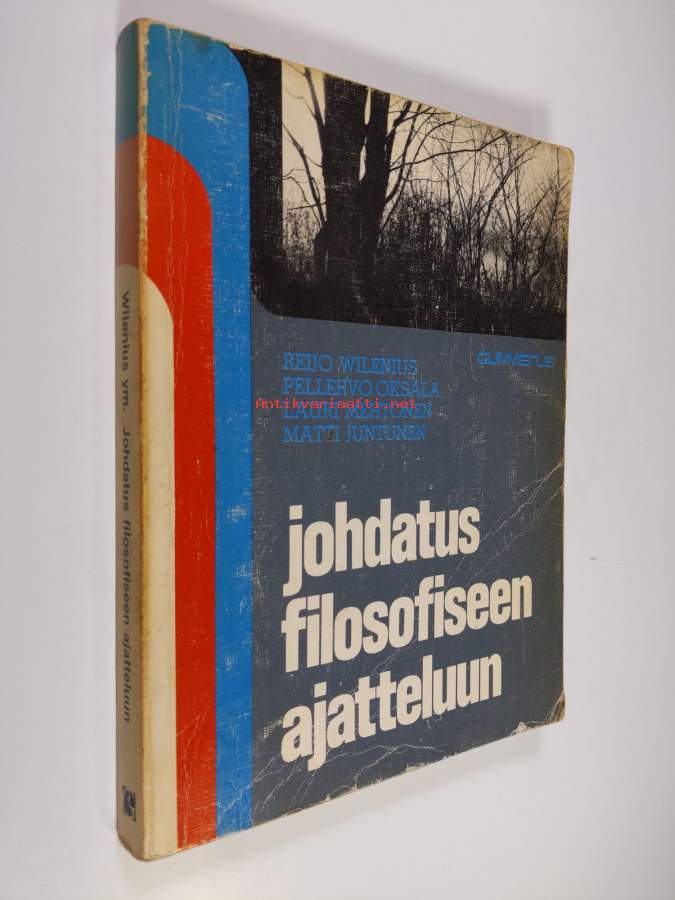 REIJO WILENIUS
PELLERVO OKSALA
LAURI MEHTONEN
MATTI JUNTUNEN
GUMMERUS
johdatus
filosofiseen
ajatteluun
Wilenius ym. Johdatus filosofiseen ajatteluun
Antikvariaatti.net